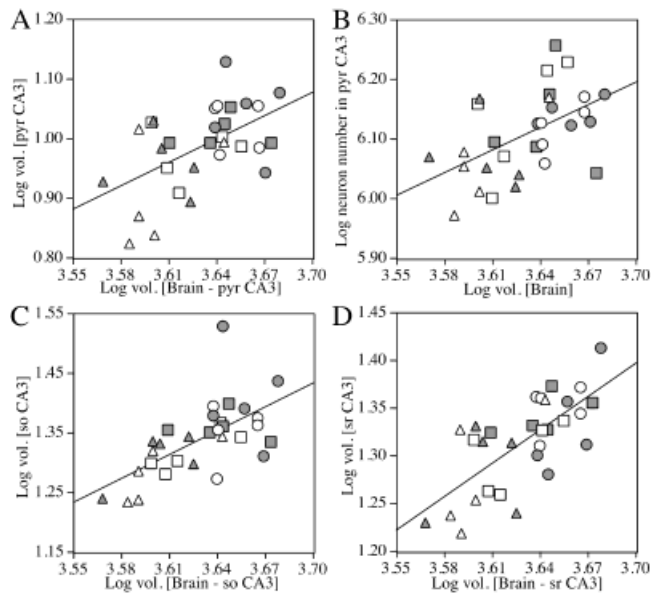 A
Log vol. [pyr CA3]
1.20
1.10
1.00
0.90
0.80
3.55 3.58 3.61 3.64 3.67 3.70
Log vol. [Brain - pyr CA3]
B
Log neuron number in pyr CA3
6.30
6.20
6.10
6.00
5.90
3.55 3.58 3.61 3.64 3.67 3.70
Log vol. [Brain]
C
Log vol. [so CA3]
1.55
1.45
1.35
1.25
1.15
3.55 3.58 3.61 3.64 3.67 3.70
Log vol. [Brain - so CA3]
D
Log vol. [sr CA3]
1.45
1.40
1.35
1.30
1.25
1.20
3.55 3.58 3.61 3.64 3.67 3.70
Log vol. [Brain - sr CA3]